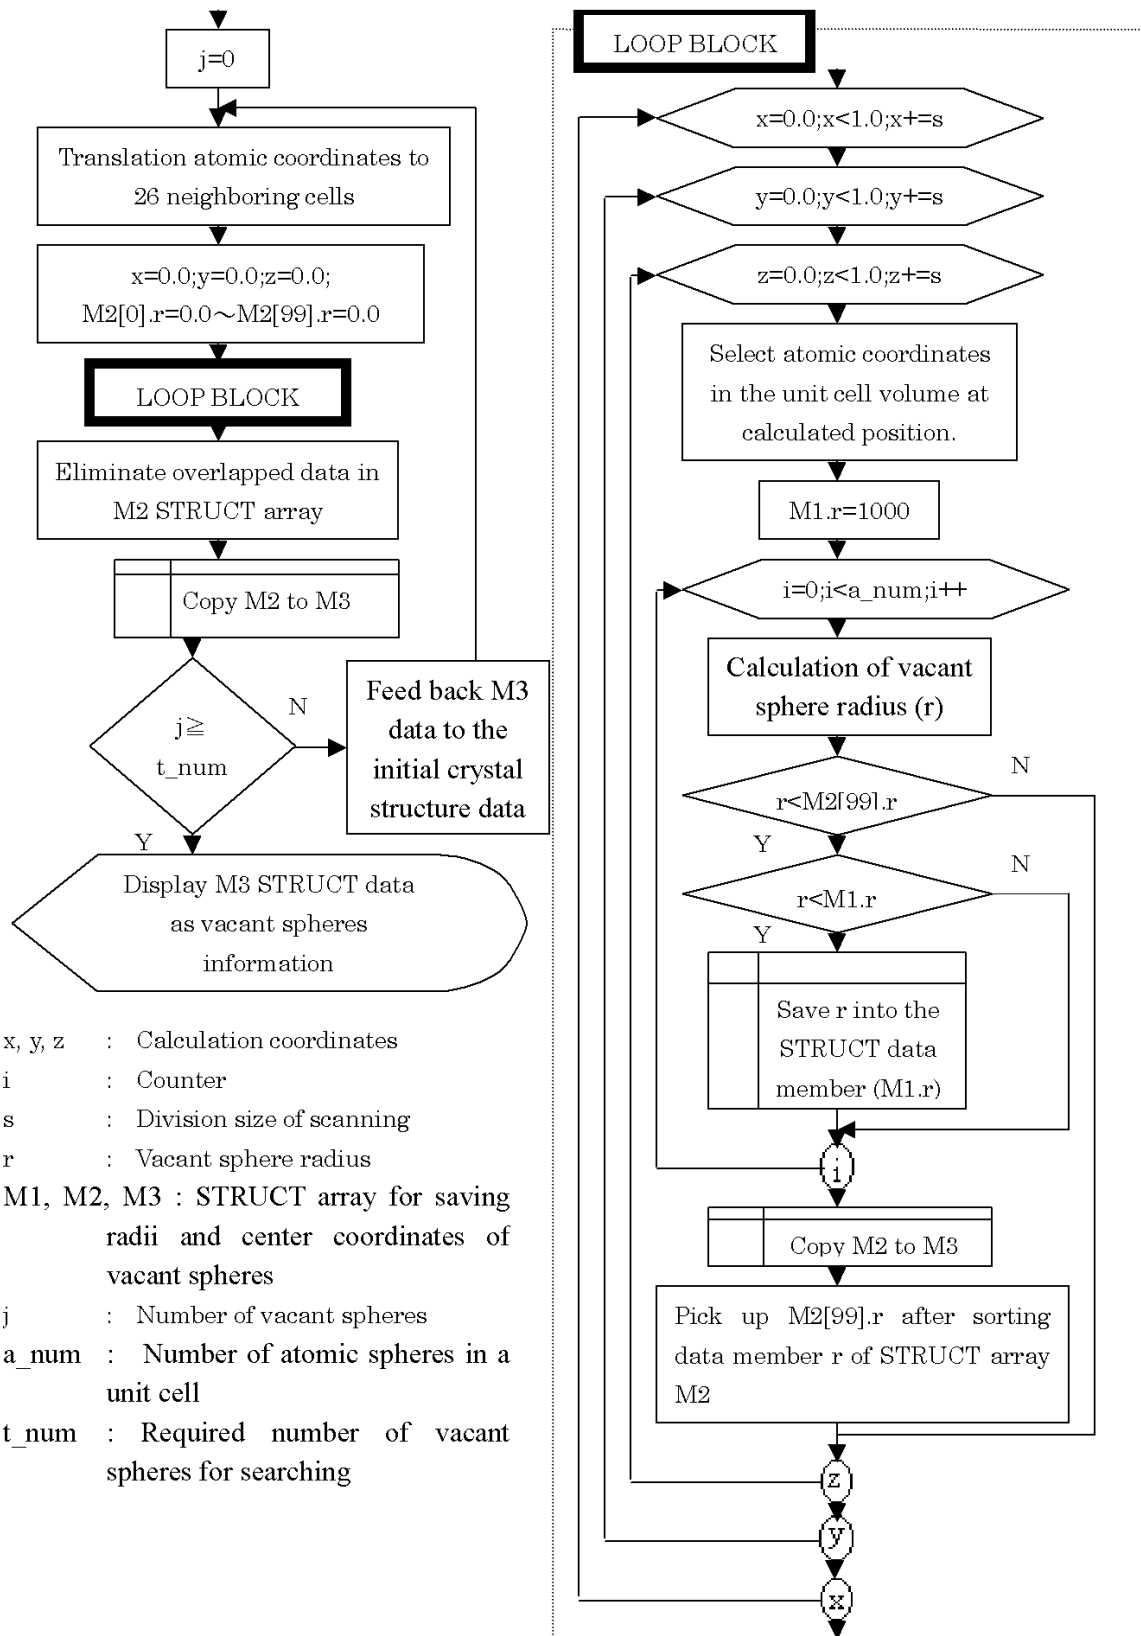 j=0
Translation atomic coordinates to
26 neighboring cells
x=0.0;y=0.0;z=0.0;
M2[0].r=0.0～M2[99].r=0.0
LOOP BLOCK
Eliminate overlapped data in
M2 STRUCT array
Copy M2 to M3
j≧
t_num
N
Feed back M3
data to the
initial crystal
structure data
Y
Display M3 STRUCT data
as vacant spheres
information
x, y, z : Calculation coordinates
i : Counter
s : Division size of scanning
r : Vacant sphere radius
M1, M2, M3 : STRUCT array for saving
radii and center coordinates of
vacant spheres
j : Number of vacant spheres
a_num : Number of atomic spheres in a
unit cell
t_num : Required number of vacant
spheres for searching
LOOP BLOCK
x=0.0;x<1.0;x+=s
y=0.0;y<1.0;y+=s
z=0.0;z<1.0;z+=s
Select atomic coordinates
in the unit cell volume at
calculated position.
M1.r=1000
i=0;i<a_num;i++
Calculation of vacant
sphere radius (r)
N
r<M2[99].r
Y
N
r<M1.r
Y
Save r into the
STRUCT data
member (M1.r)
i
Copy M2 to M3
Pick up M2[99].r after sorting
data member r of STRUCT array
M2
z
y
x